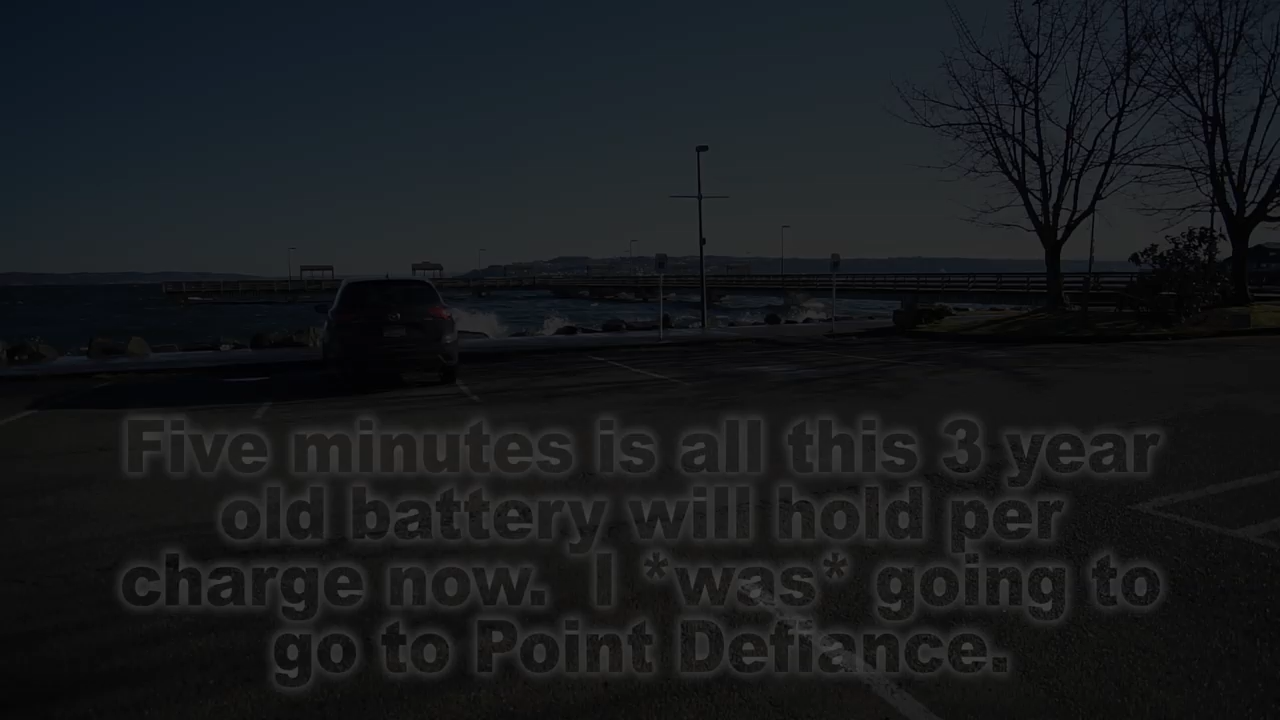 Five minutes is all this 3 year
old battery will hold per
charge now. I *was* going to
go to Point Defiance.